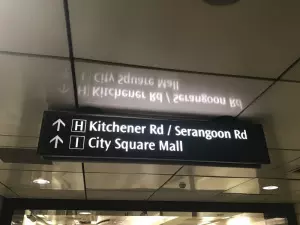 ↑ H Kitchener Rd / Serangoon Rd
↖ I City Square Mall